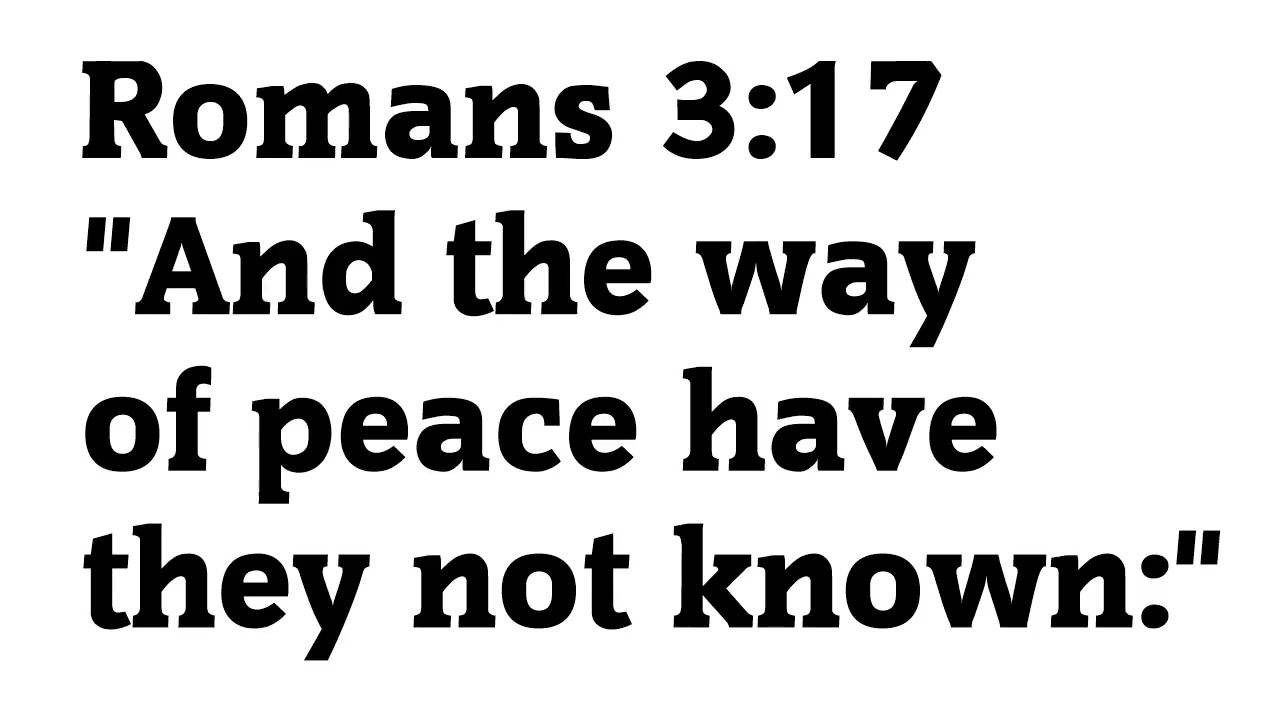 Romans 3:17
"And the way
of peace have
they not known:"